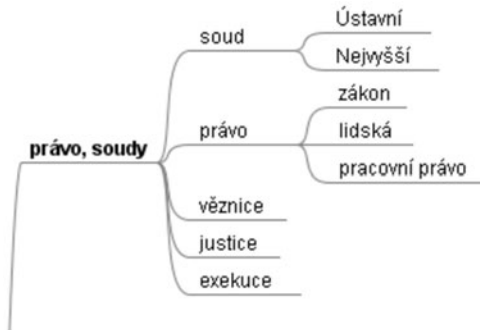 soud
Ústavní
Nejvyšší
právo, soudy
právo
zákon
lidská
pracovní právo
věznice
justice
exekuce